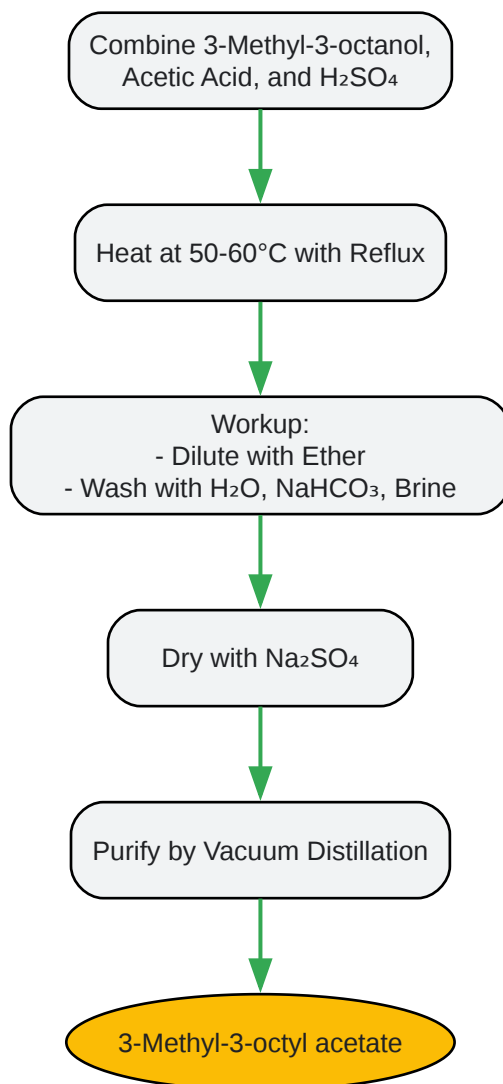 Combine 3-Methyl-3-octanol,
Acetic Acid, and H₂SO₄
Heat at 50-60°C with Reflux
Workup:
- Dilute with Ether
- Wash with H₂O, NaHCO₃, Brine
Dry with Na₂SO₄
Purify by Vacuum Distillation
3-Methyl-3-octyl acetate